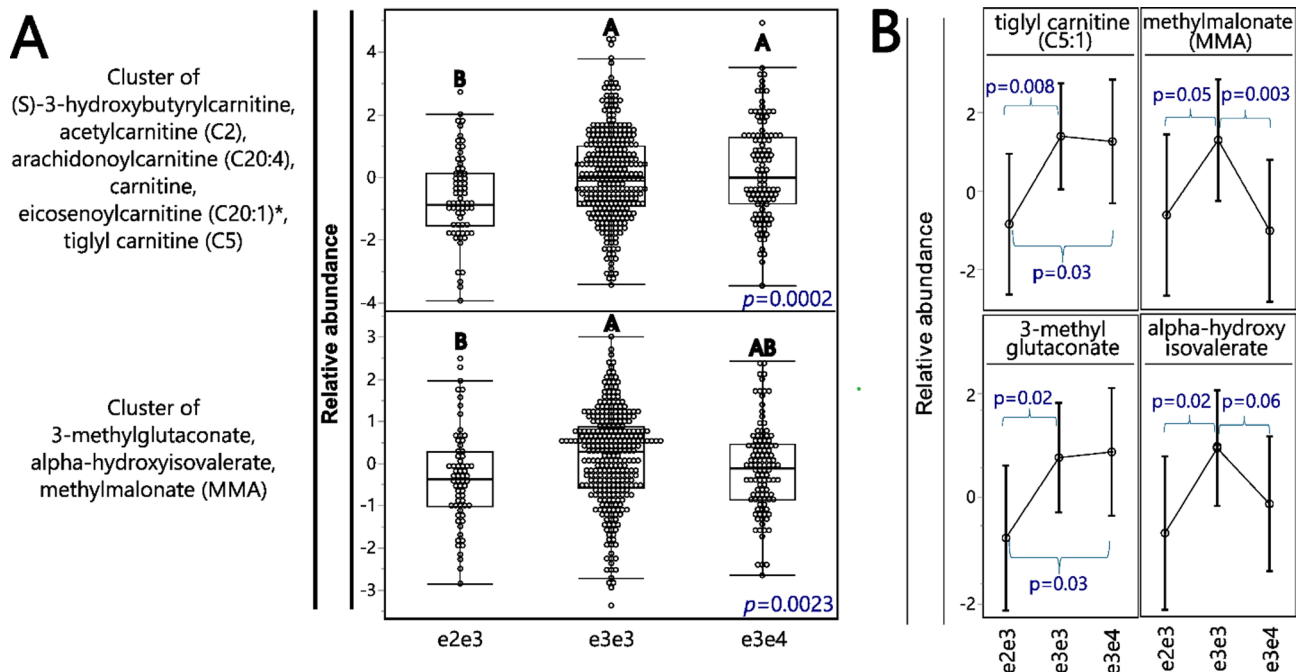 A
Cluster of
(S)-3-hydroxybutyrylcarnitine,
acetylcarnitine (C2),
arachidonoylcarnitine (C20:4),
carnitine,
eicosenoylcarnitine (C20:1)*,
tiglyl carnitine (C5)
Relative abundance
4
2
0
-2
-4
B
A
A
p=0.0002
Cluster of
3-methylglutaconate,
alpha-hydroxyisovalerate,
methylmalonate (MMA)
3
2
1
0
-1
-2
-3
B
A
AB
p=0.0023
e2e3
e3e3
e3e4
B
Relative abundance
tiglyl carnitine
(C5:1)
2
0
-2
p=0.008
p=0.03
methylmalonate
(MMA)
p=0.05
p=0.003
3-methyl
glutaconate
2
0
-2
p=0.02
p=0.03
alpha-hydroxy
isovalerate
p=0.02
p=0.06
e2e3
e3e3
e3e4
e2e3
e3e3
e3e4